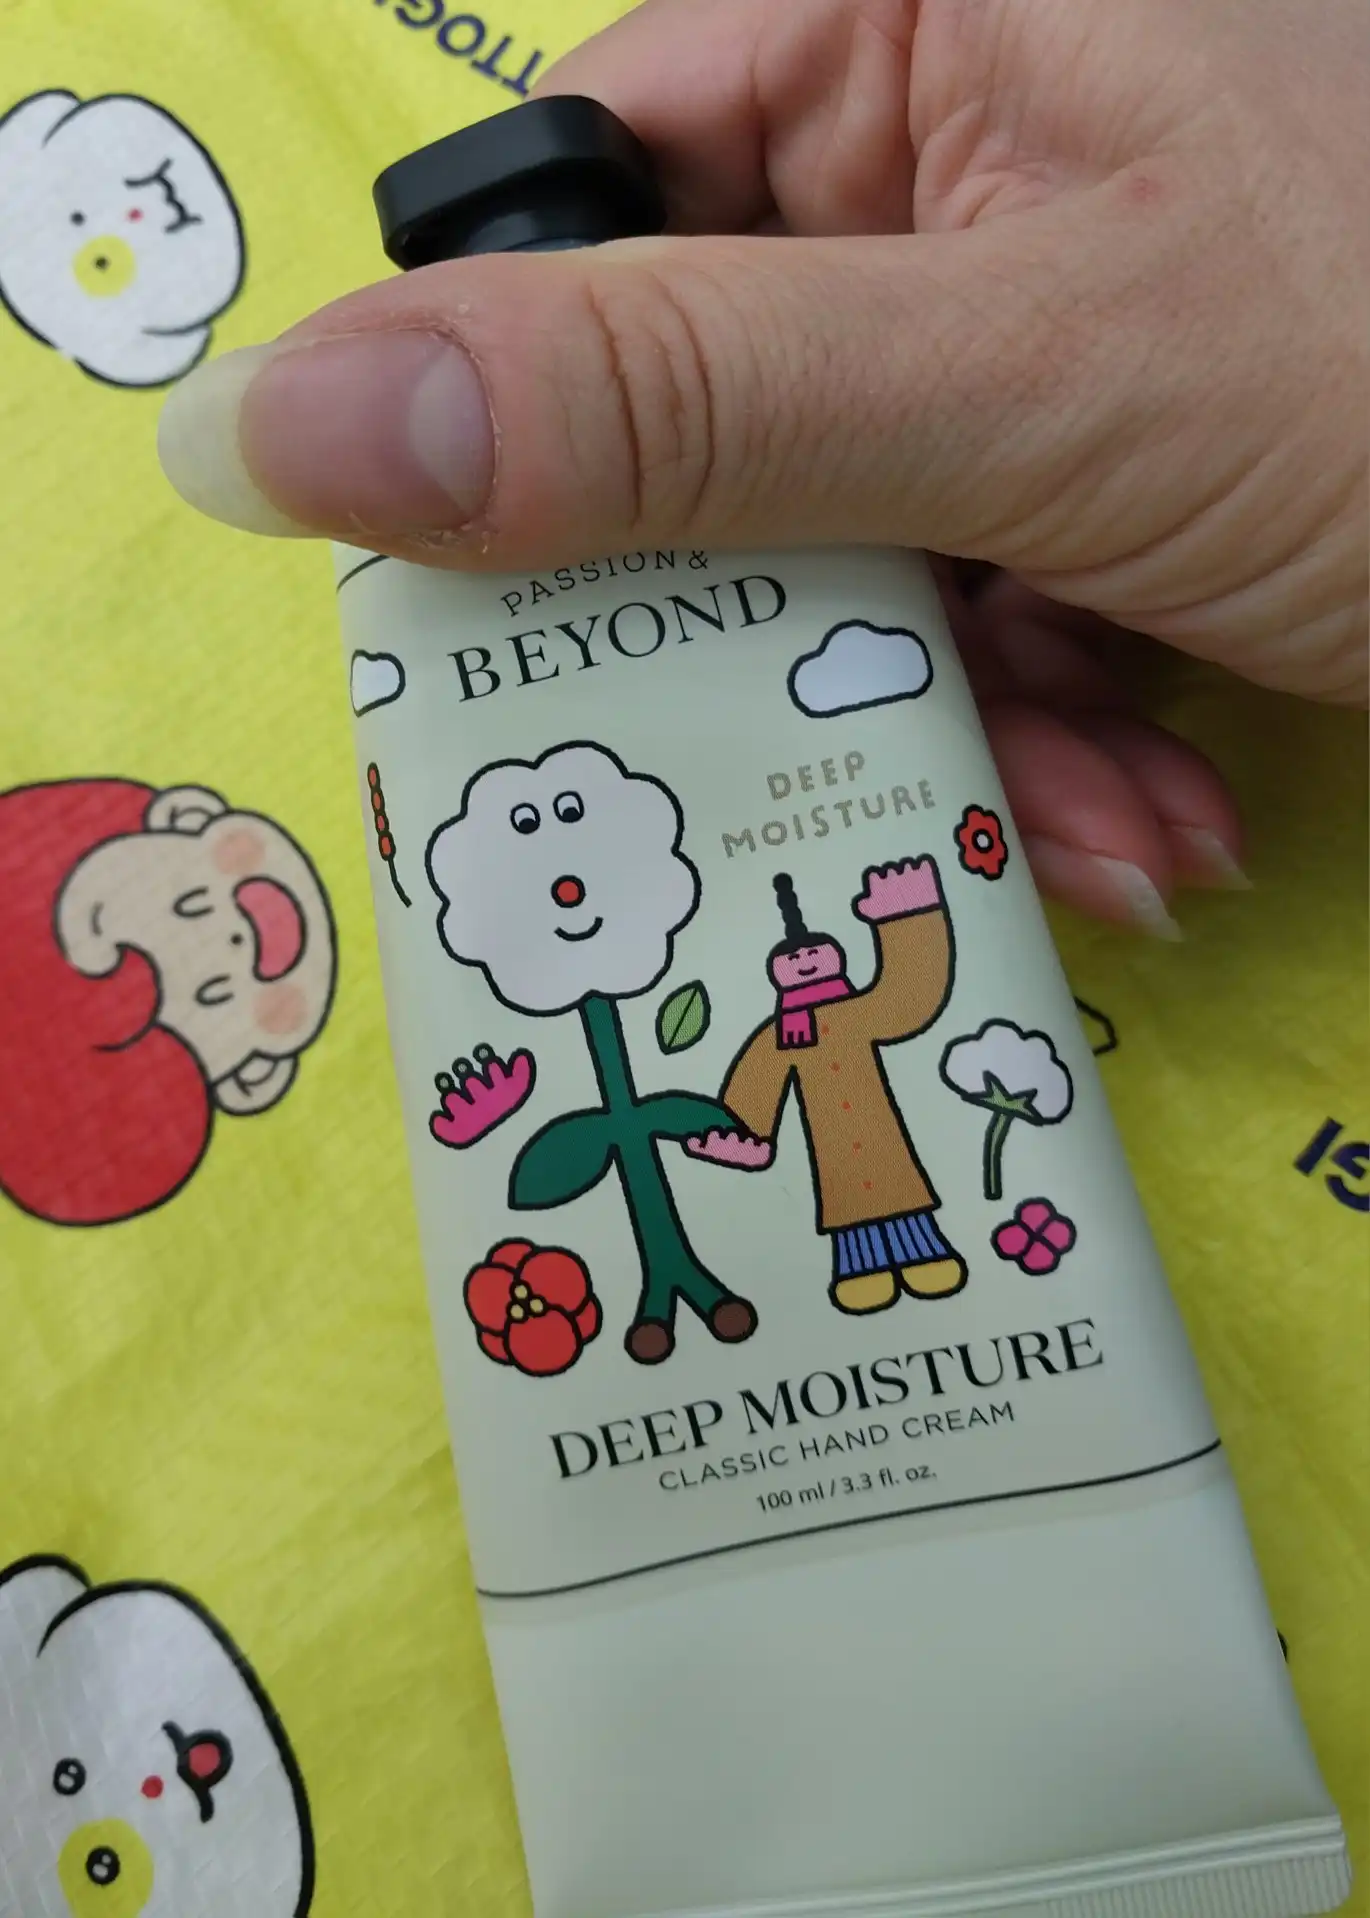 PASSION &
BEYOND
DEEP
MOISTURE
DEEP MOISTURE
CLASSIC HAND CREAM
100 ml / 3.3 fl. oz.